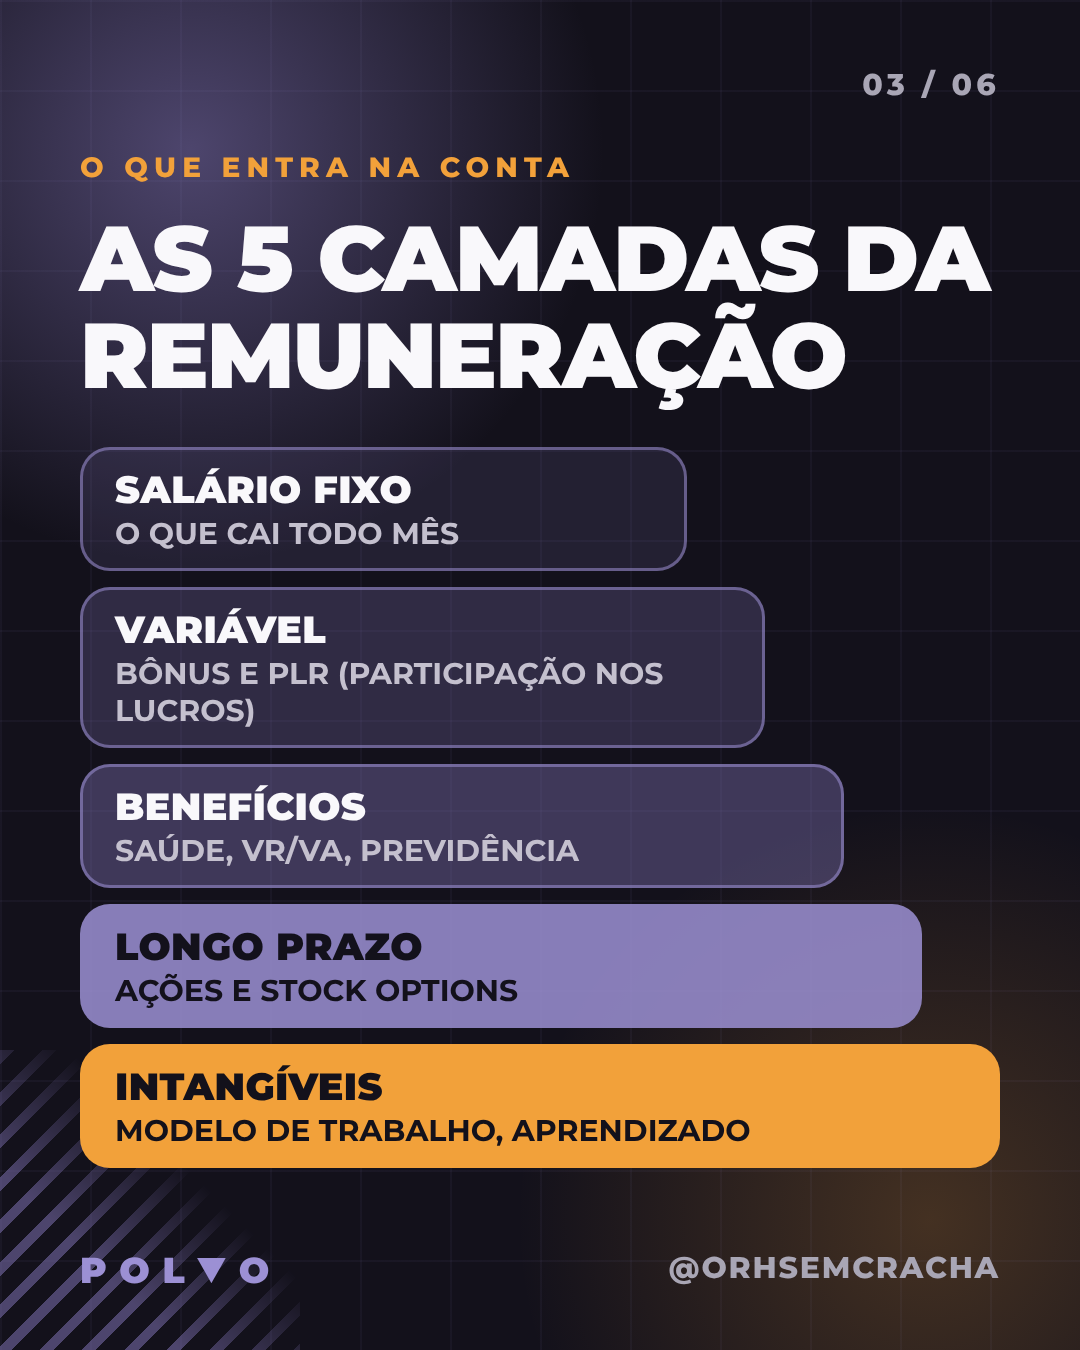 03 / 06
O QUE ENTRA NA CONTA
AS 5 CAMADAS DA
REMUNERAÇÃO
SALÁRIO FIXO
O QUE CAI TODO MÊS
VARIÁVEL
BÔNUS E PLR (PARTICIPAÇÃO NOS
LUCROS)
BENEFÍCIOS
SAÚDE, VR/VA, PREVIDÊNCIA
LONGO PRAZO
AÇÕES E STOCK OPTIONS
INTANGÍVEIS
MODELO DE TRABALHO, APRENDIZADO
POL▼O
@ORHSEMCRACHA